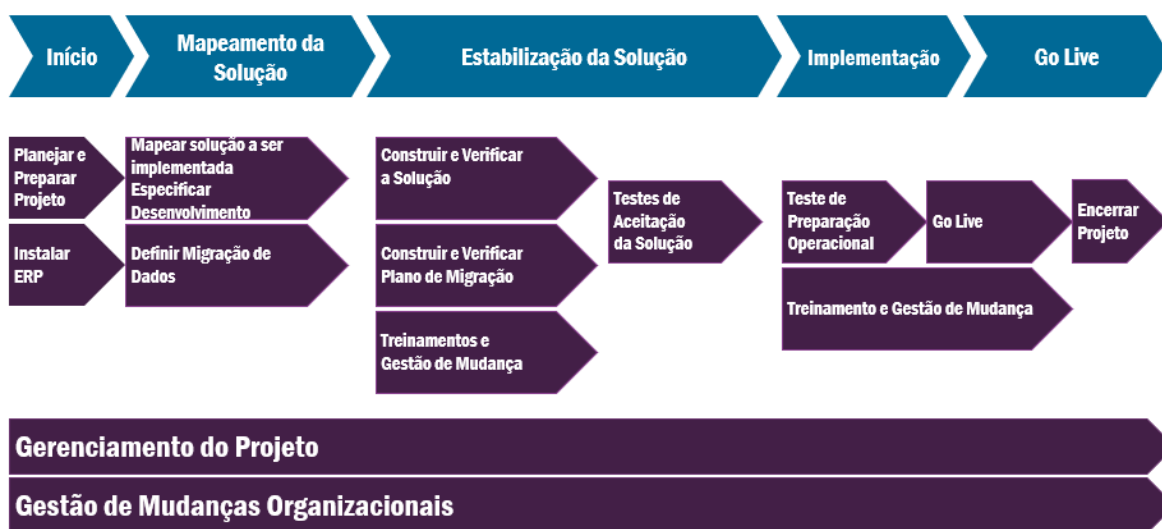 Início
Mapeamento da
Solução
Estabilização da Solução
Implementação
Go Live
Planejar e
Preparar
Projeto
Mapear solução a ser
implementada
Especificar
Desenvolvimento
Construir e Verificar
a Solução
Testes de
Aceitação
da Solução
Teste de
Preparação
Operacional
Go Live
Encerrar
Projeto
Instalar
ERP
Definir Migração de
Dados
Construir e Verificar
Plano de Migração
Treinamento e Gestão de Mudança
Treinamentos e
Gestão de Mudança
Gerenciamento do Projeto
Gestão de Mudanças Organizacionais